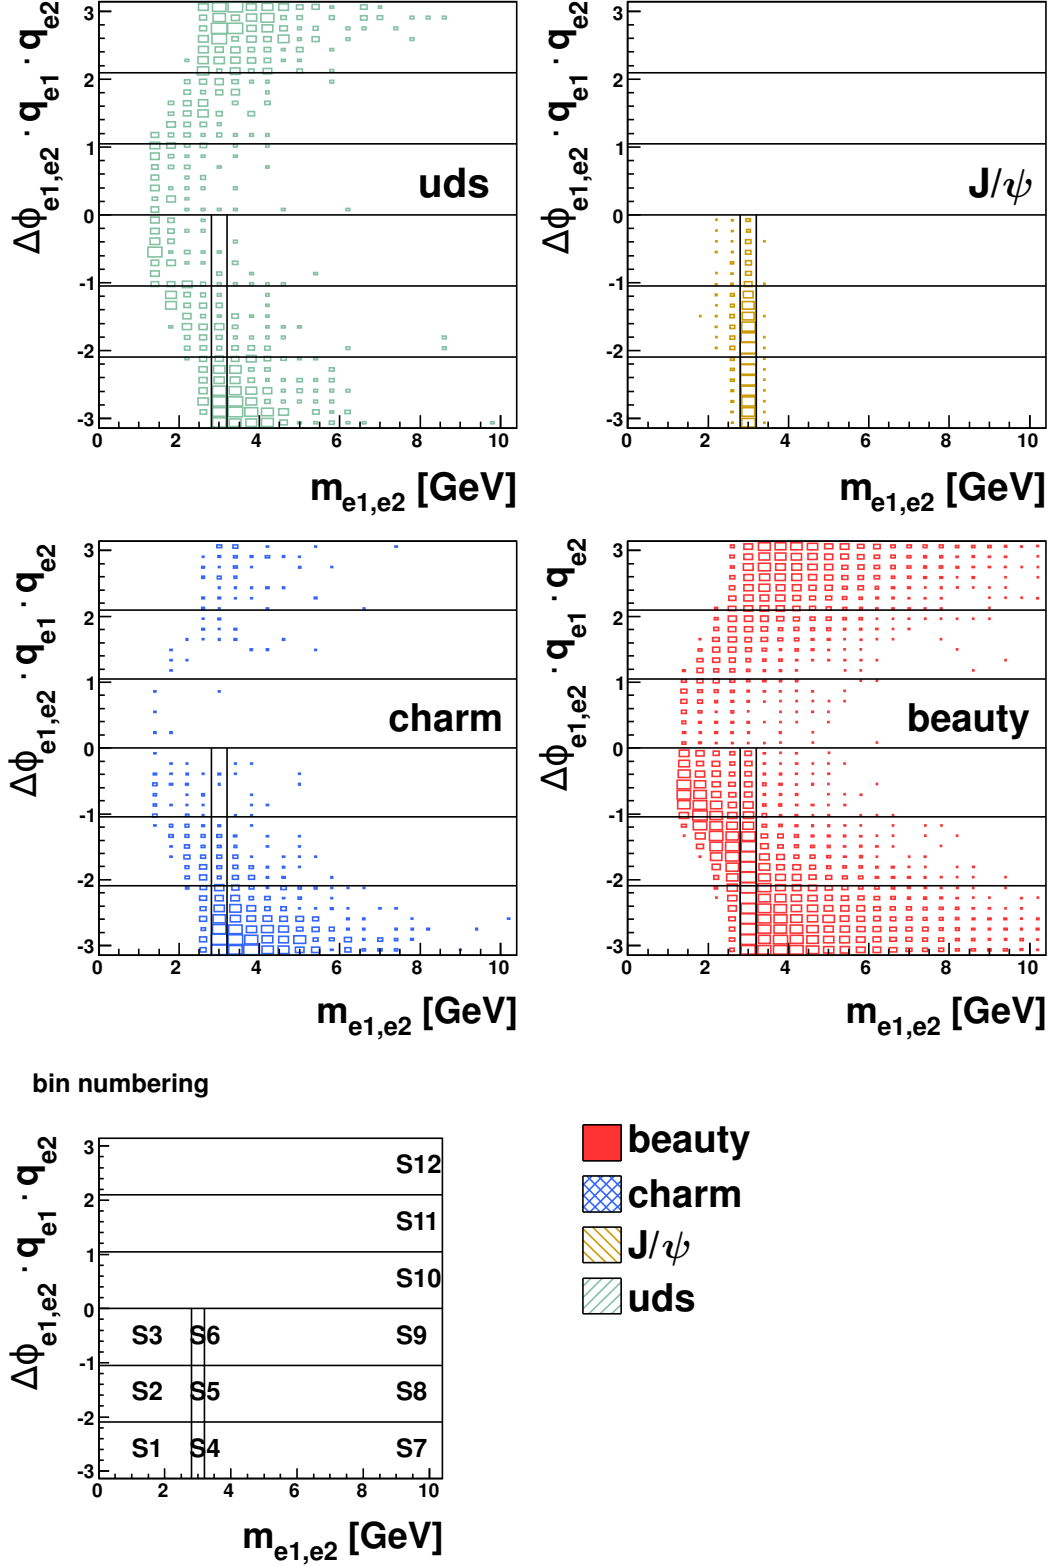 Δϕe1,e2 · qe1 · qe2
3
2
1
0
-1
-2
-3
uds
0 2 4 6 8 10
me1,e2 [GeV]
Δϕe1,e2 · qe1 · qe2
3
2
1
0
-1
-2
-3
J/ψ
0 2 4 6 8 10
me1,e2 [GeV]
Δϕe1,e2 · qe1 · qe2
3
2
1
0
-1
-2
-3
charm
0 2 4 6 8 10
me1,e2 [GeV]
Δϕe1,e2 · qe1 · qe2
3
2
1
0
-1
-2
-3
beauty
0 2 4 6 8 10
me1,e2 [GeV]
bin numbering
Δϕe1,e2 · qe1 · qe2
3
2
1
0
-1
-2
-3
S12
S11
S10
S3 S6 S9
S2 S5 S8
S1 S4 S7
0 2 4 6 8 10
me1,e2 [GeV]
beauty
charm
J/ψ
uds